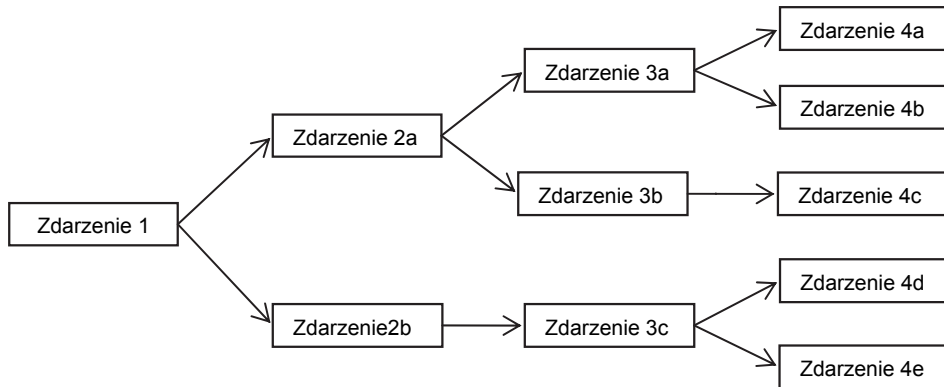 Zdarzenie 4a
Zdarzenie 3a
Zdarzenie 4b
Zdarzenie 2a
Zdarzenie 3b
Zdarzenie 4c
Zdarzenie 1
Zdarzenie 4d
Zdarzenie2b
Zdarzenie 3c
Zdarzenie 4e